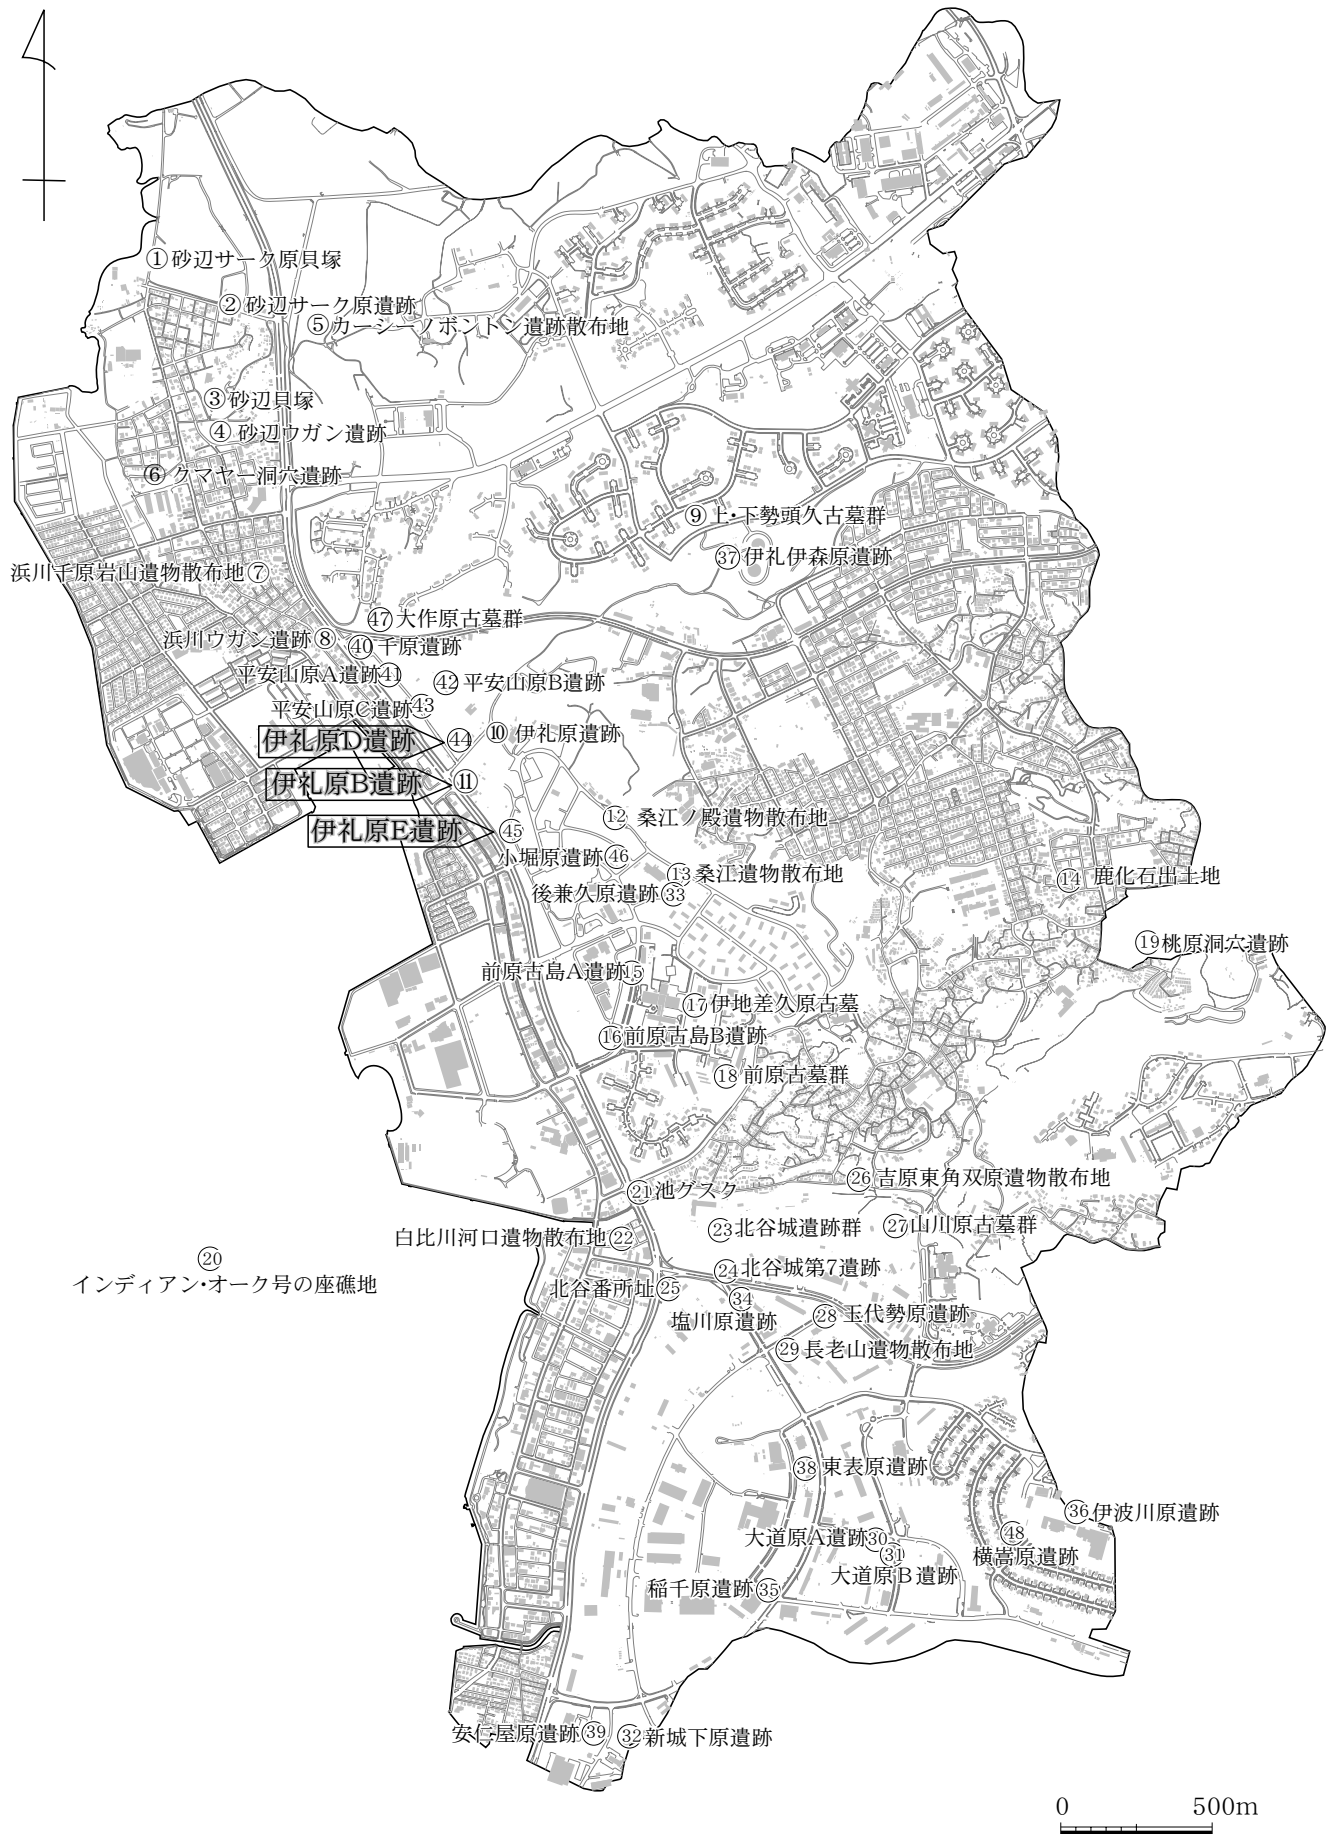 ①砂辺サーク原貝塚
②砂辺サーク原遺跡
⑤カーシーノボントン遺跡散布地
③砂辺貝塚
④砂辺ウガン遺跡
⑥クマヤー洞穴遺跡
⑨上・下勢頭久古墓群
㊲伊礼伊森原遺跡
浜川千原岩山遺物散布地⑦
㊼大作原古墓群
浜川ウガン遺跡⑧
㊵千原遺跡
平安山原A遺跡㊶
㊷平安山原B遺跡
平安山原C遺跡㊸
伊礼原D遺跡㊹
⑩伊礼原遺跡
伊礼原B遺跡⑪
伊礼原E遺跡㊺
⑫桑江ノ殿遺物散布地
小堀原遺跡㊻
⑬桑江遺物散布地
⑭鹿化石出土地
後兼久原遺跡㉝
⑲桃原洞穴遺跡
前原古島A遺跡⑮
⑰伊地差久原古墓
⑯前原古島B遺跡
⑱前原古墓群
㉖吉原東角双原遺物散布地
㉑池グスク
㉓北谷城遺跡群
㉗山川原古墓群
白比川河口遺物散布地㉒
⑳
インディアン・オーク号の座礁地
㉔北谷城第7遺跡
北谷番所址㉕
㉞
塩川原遺跡
㉘玉代勢原遺跡
㉙長老山遺物散布地
㊳東表原遺跡
㊱伊波川原遺跡
大道原A遺跡㉚
㊽
横嵩原遺跡
㉛
大道原B遺跡
稲千原遺跡㉟
安仁屋原遺跡㊴
㉜新城下原遺跡
0 500m